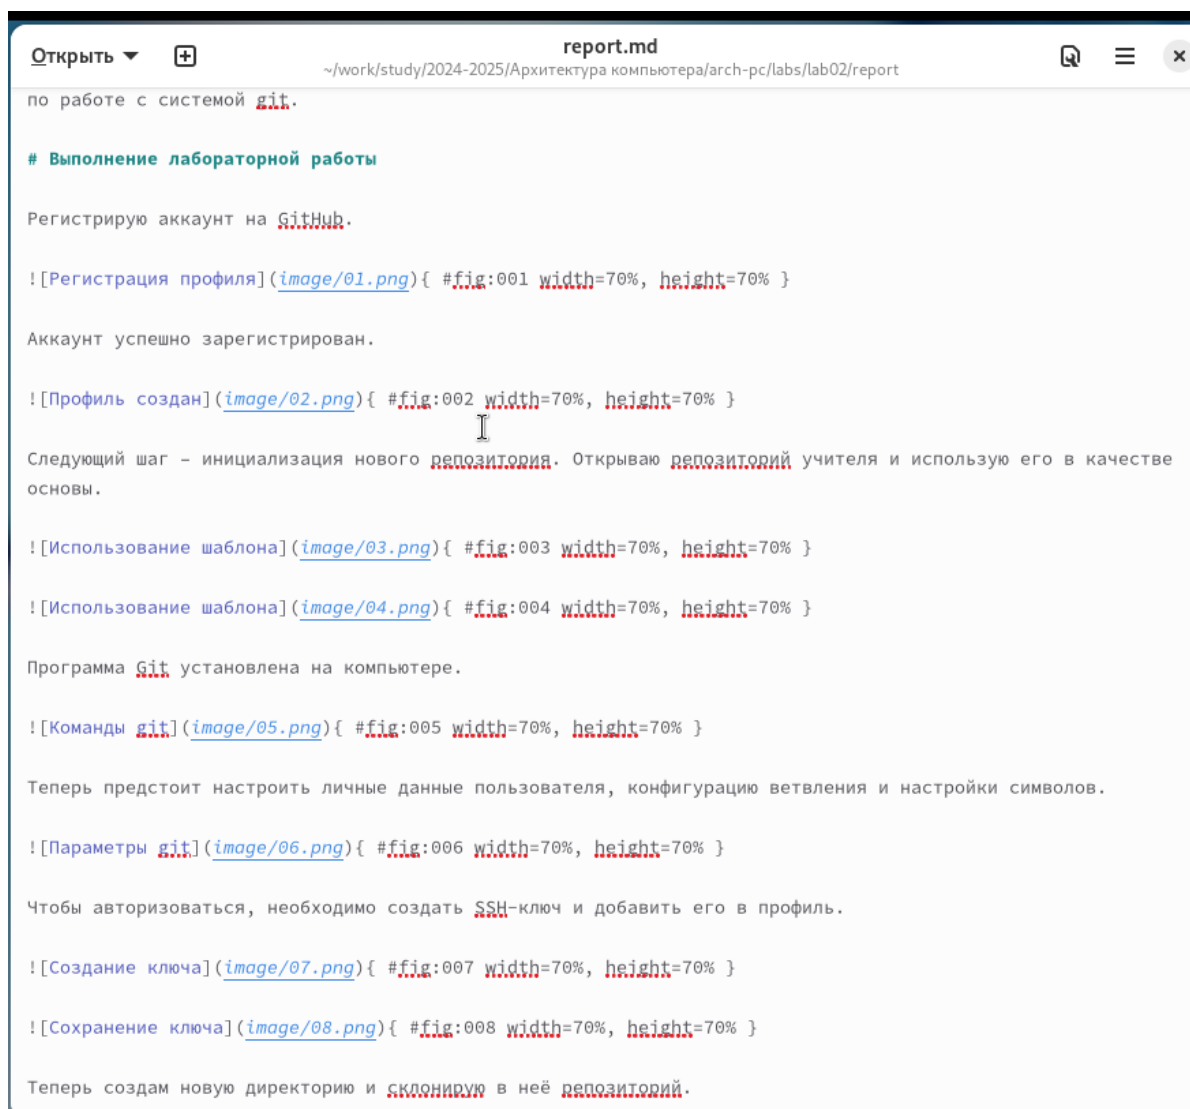 Открыть
report.md
~/work/study/2024-2025/Архитектура компьютера/arch-pc/labs/lab02/report
по работе с системой git.
# Выполнение лабораторной работы
Регистрирую аккаунт на GitHub.
![Регистрация профиля](image/01.png){ #fig:001 width=70%, height=70% }
Аккаунт успешно зарегистрирован.
![Профиль создан](image/02.png){ #fig:002 width=70%, height=70% }
Следующий шаг – инициализация нового репозитория. Открываю репозиторий учителя и использую его в качестве
основы.
![Использование шаблона](image/03.png){ #fig:003 width=70%, height=70% }
![Использование шаблона](image/04.png){ #fig:004 width=70%, height=70% }
Программа Git установлена на компьютере.
![Команды git](image/05.png){ #fig:005 width=70%, height=70% }
Теперь предстоит настроить личные данные пользователя, конфигурацию ветвления и настройки символов.
![Параметры git](image/06.png){ #fig:006 width=70%, height=70% }
Чтобы авторизоваться, необходимо создать SSH-ключ и добавить его в профиль.
![Создание ключа](image/07.png){ #fig:007 width=70%, height=70% }
![Сохранение ключа](image/08.png){ #fig:008 width=70%, height=70% }
Теперь создам новую директорию и склонирую в неё репозиторий.